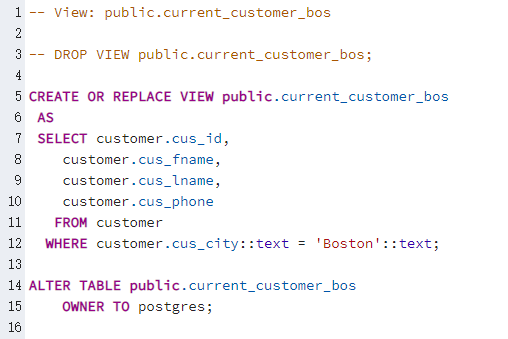 1 -- View: public.current_customer_bos
2
3 -- DROP VIEW public.current_customer_bos;
4
5 CREATE OR REPLACE VIEW public.current_customer_bos
6  AS
7  SELECT customer.cus_id,
8     customer.cus_fname,
9     customer.cus_lname,
10     customer.cus_phone
11    FROM customer
12   WHERE customer.cus_city::text = 'Boston'::text;
13
14 ALTER TABLE public.current_customer_bos
15     OWNER TO postgres;
16